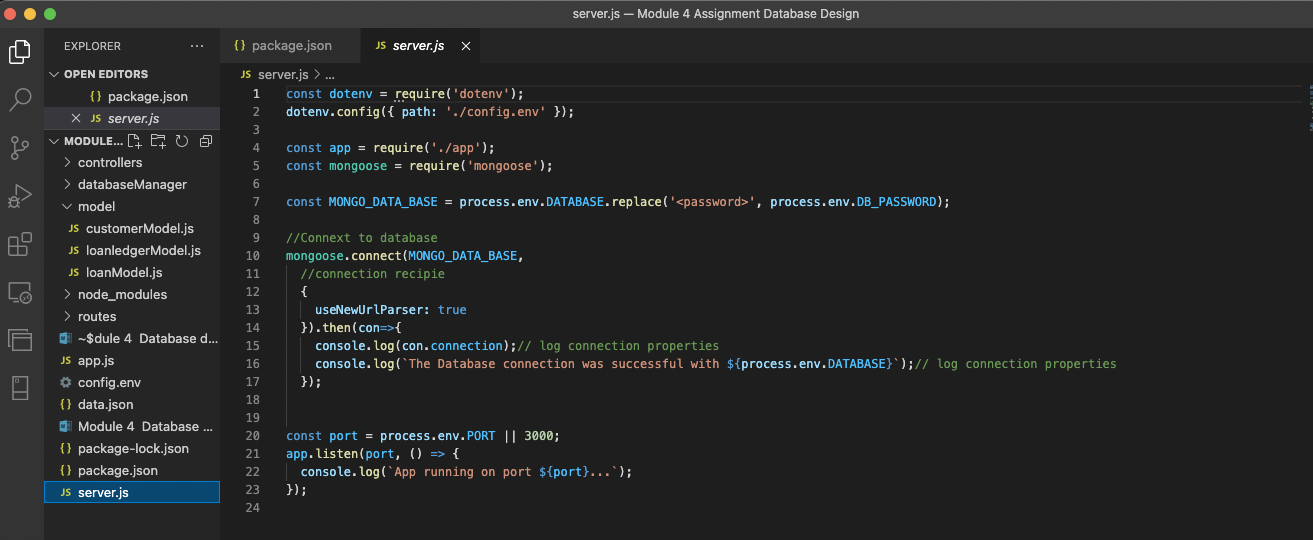 server.js — Module 4 Assignment Database Design
EXPLORER ...
OPEN EDITORS
{} package.json
JS server.js
MODULE...
controllers
databaseManager
model
JS customerModel.js
JS loanledgerModel.js
JS loanModel.js
node_modules
routes
~$dule 4 Database d...
JS app.js
config.env
{} data.json
Module 4 Database ...
{} package-lock.json
{} package.json
JS server.js
{} package.json
JS server.js
JS server.js > ...
1 const dotenv = require('dotenv');
2 dotenv.config({ path: './config.env' });
3
4 const app = require('./app');
5 const mongoose = require('mongoose');
6
7 const MONGO_DATA_BASE = process.env.DATABASE.replace('<password>', process.env.DB_PASSWORD);
8
9 //Connext to database
10 mongoose.connect(MONGO_DATA_BASE,
11 //connection recipie
12 {
13 useNewUrlParser: true
14 }).then(con=>{
15 console.log(con.connection);// log connection properties
16 console.log(`The Database connection was successful with ${process.env.DATABASE}`);// log connection properties
17 });
18
19
20 const port = process.env.PORT || 3000;
21 app.listen(port, () => {
22 console.log(`App running on port ${port}...`);
23 });
24